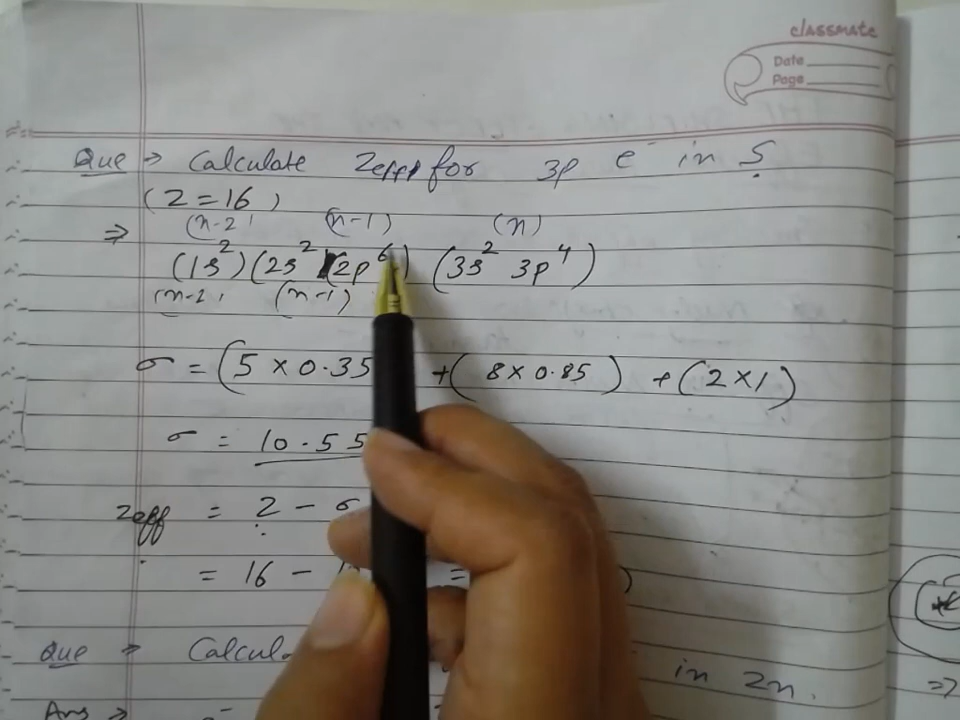 classmate
Date
Page
Que → Calculate Zeff for 3p e⁻ in S
(Z = 16)
(n-2) (n-1) (n)
⇒ (1s²)(2s² 2p⁶) (3s² 3p⁴)
(n-2) (n-1)
σ = (5 × 0.35 + (8 × 0.85) + (2 × 1)
σ = 10.55
Zeff = Z - σ
= 16 - =
Que → in Zn.
Ans →